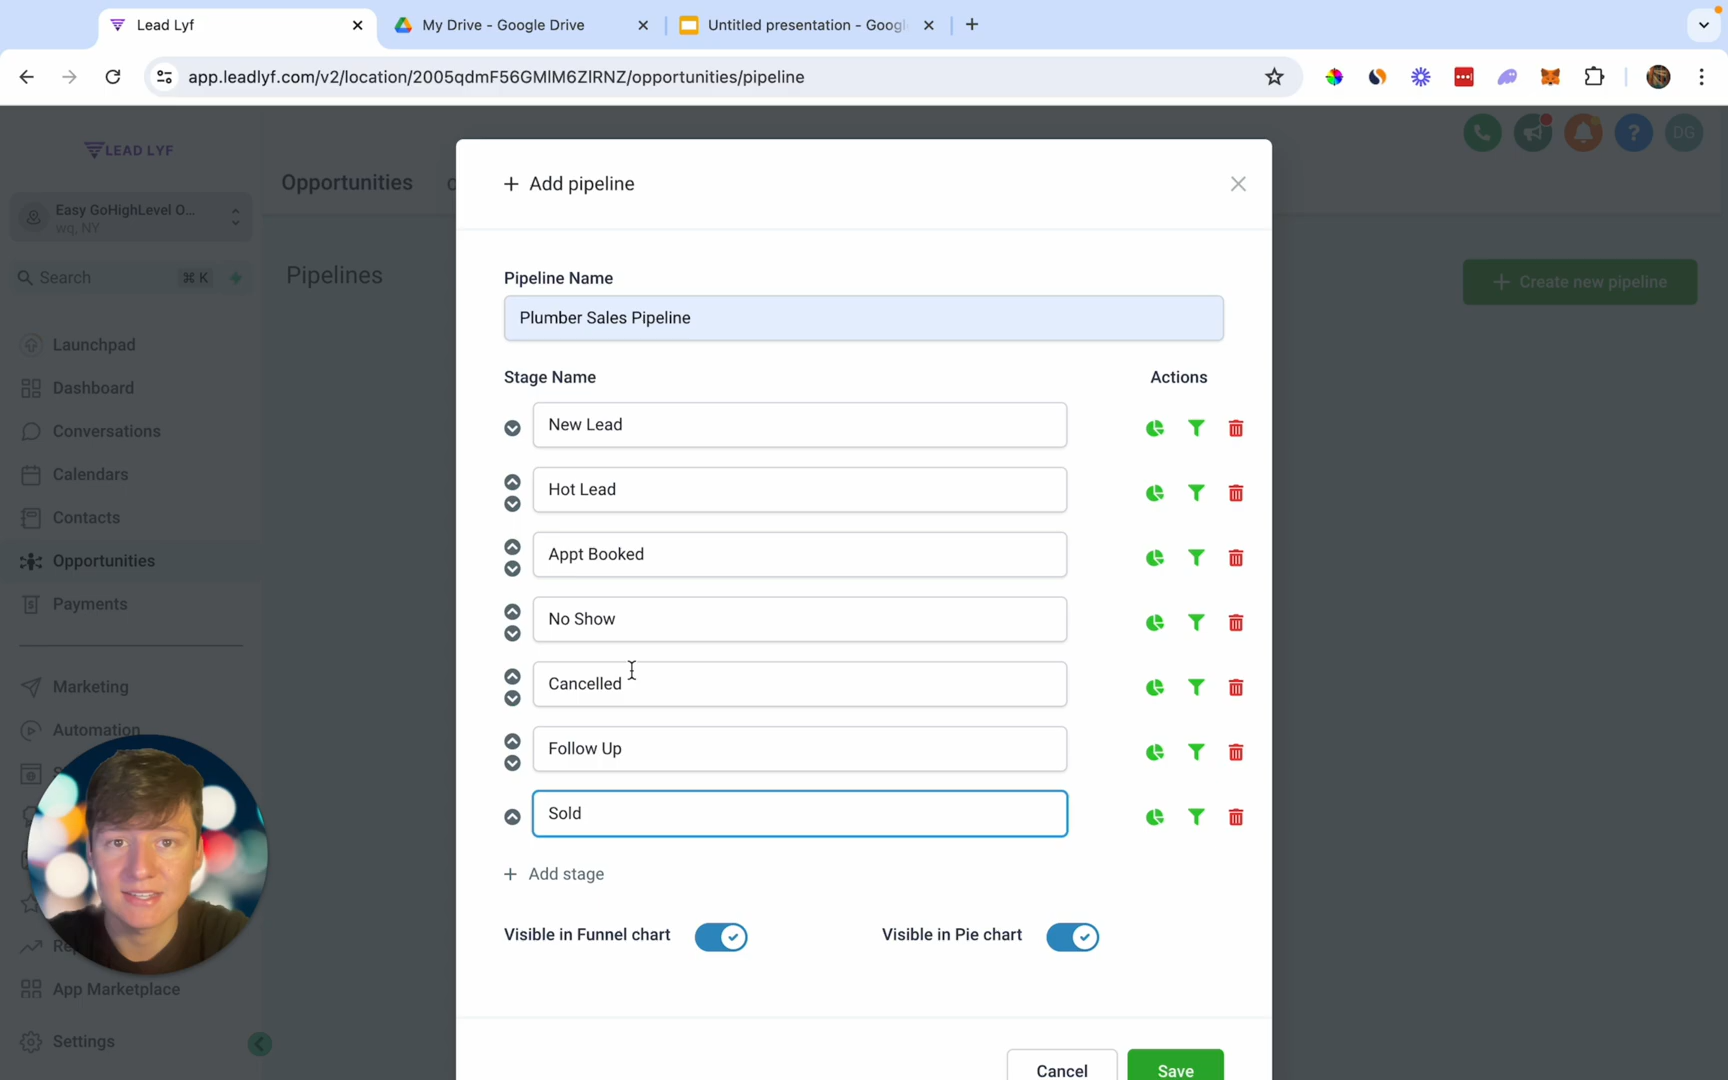 Lead Lyf
My Drive - Google Drive
Untitled presentation - Goog
app.leadlyf.com/v2/location/2005qdmF56GMIM6ZIRNZ/opportunities/pipeline
LEAD LYF
Opportunities
DG
Easy GoHighLevel O...
wq, NY
Search
⌘ K
Pipelines
+ Create new pipeline
Launchpad
Dashboard
Conversations
Calendars
Contacts
Opportunities
Payments
Marketing
Automation
App Marketplace
Settings
+ Add pipeline
Pipeline Name
Plumber Sales Pipeline
Stage Name
Actions
New Lead
Hot Lead
Appt Booked
No Show
Cancelled
Follow Up
Sold
+ Add stage
Visible in Funnel chart
Visible in Pie chart
Cancel
Save